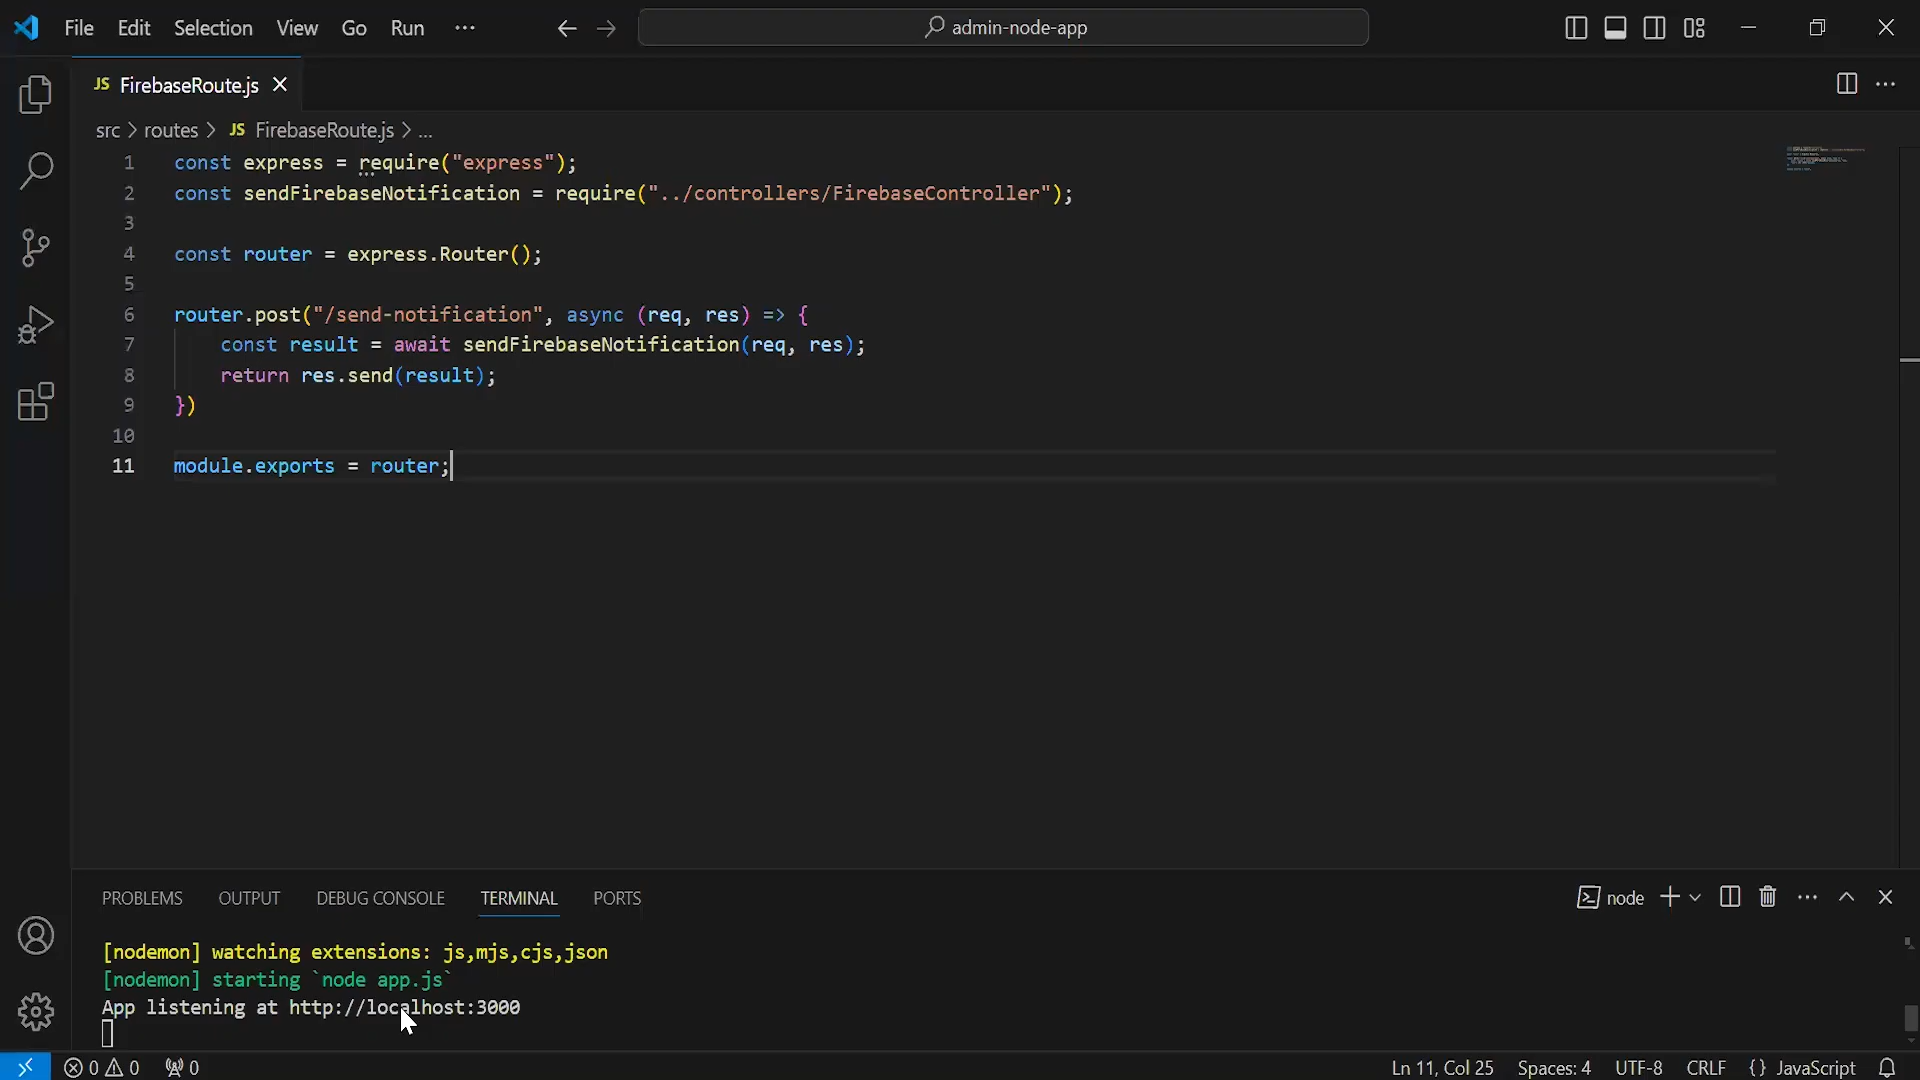 File Edit Selection View Go Run ··· admin-node-app
JS FirebaseRoute.js
src > routes > JS FirebaseRoute.js > ...
1 const express = require("express");
2 const sendFirebaseNotification = require("../controllers/FirebaseController");
3
4 const router = express.Router();
5
6 router.post("/send-notification", async (req, res) => {
7 const result = await sendFirebaseNotification(req, res);
8 return res.send(result);
9 })
10
11 module.exports = router;
PROBLEMS OUTPUT DEBUG CONSOLE TERMINAL PORTS node
[nodemon] watching extensions: js,mjs,cjs,json
[nodemon] starting `node app.js`
App listening at http://localhost:3000
0 0 0 Ln 11, Col 25 Spaces: 4 UTF-8 CRLF {} JavaScript